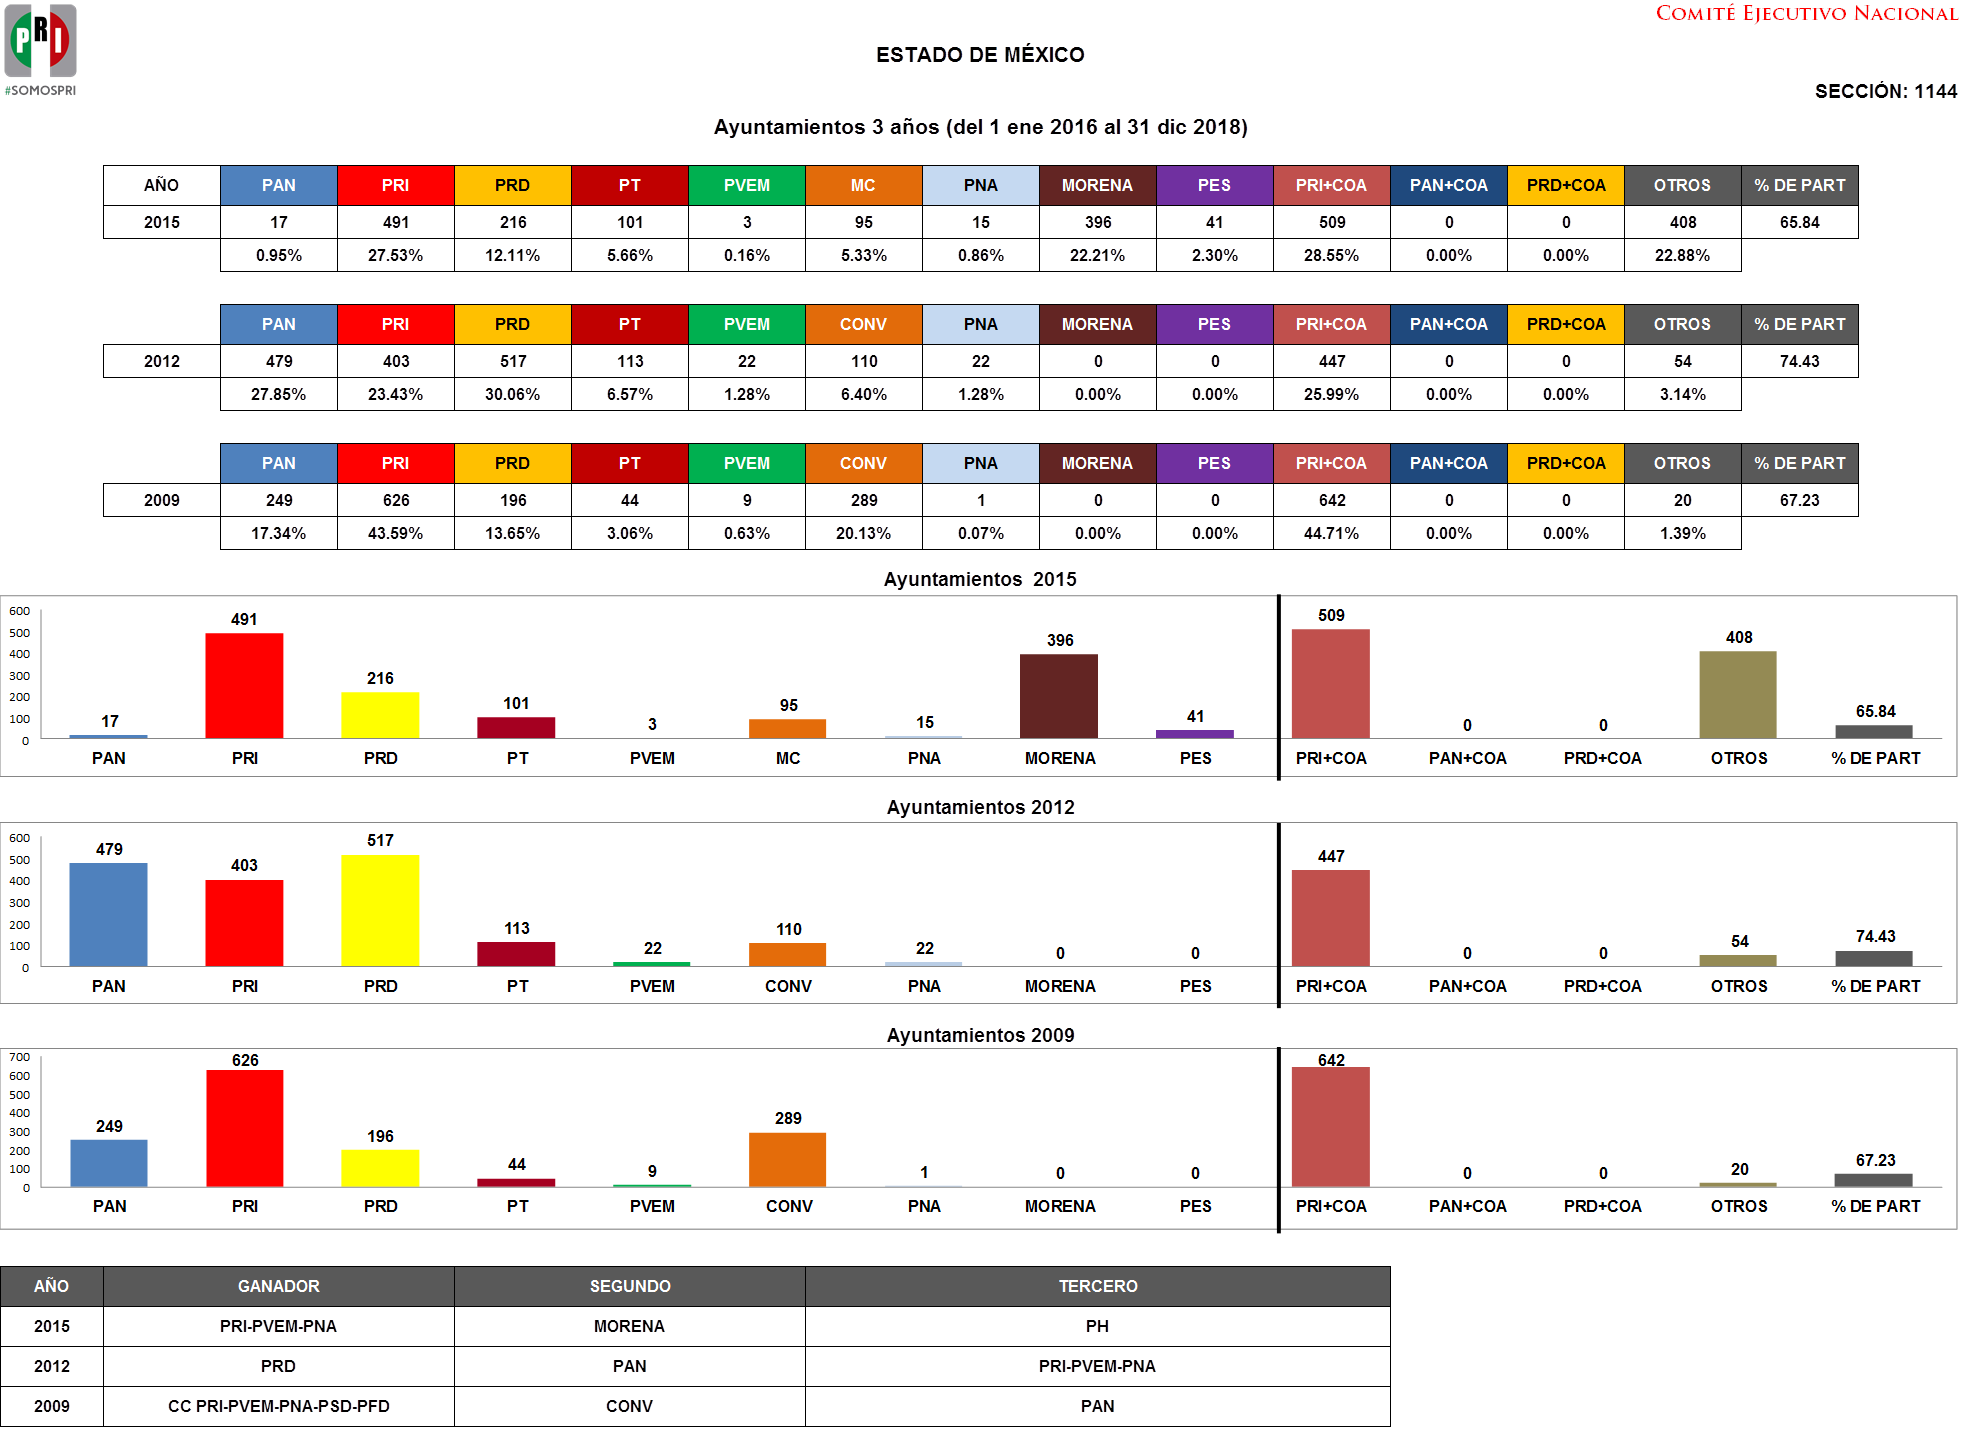 PRI
#SOMOSPRI
COMITÉ EJECUTIVO NACIONAL
ESTADO DE MÉXICO
SECCIÓN: 1144
Ayuntamientos 3 años (del 1 ene 2016 al 31 dic 2018)
AÑO PAN PRI PRD PT PVEM MC PNA MORENA PES PRI+COA PAN+COA PRD+COA OTROS % DE PART
2015 17 491 216 101 3 95 15 396 41 509 0 0 408 65.84
0.95% 27.53% 12.11% 5.66% 0.16% 5.33% 0.86% 22.21% 2.30% 28.55% 0.00% 0.00% 22.88%
PAN PRI PRD PT PVEM CONV PNA MORENA PES PRI+COA PAN+COA PRD+COA OTROS % DE PART
2012 479 403 517 113 22 110 22 0 0 447 0 0 54 74.43
27.85% 23.43% 30.06% 6.57% 1.28% 6.40% 1.28% 0.00% 0.00% 25.99% 0.00% 0.00% 3.14%
PAN PRI PRD PT PVEM CONV PNA MORENA PES PRI+COA PAN+COA PRD+COA OTROS % DE PART
2009 249 626 196 44 9 289 1 0 0 642 0 0 20 67.23
17.34% 43.59% 13.65% 3.06% 0.63% 20.13% 0.07% 0.00% 0.00% 44.71% 0.00% 0.00% 1.39%
Ayuntamientos 2015
600
500
400
300
200
100
0
17 491 216 101 3 95 15 396 41 509 0 0 408 65.84
PAN PRI PRD PT PVEM MC PNA MORENA PES PRI+COA PAN+COA PRD+COA OTROS % DE PART
Ayuntamientos 2012
600
500
400
300
200
100
0
479 403 517 113 22 110 22 0 0 447 0 0 54 74.43
PAN PRI PRD PT PVEM CONV PNA MORENA PES PRI+COA PAN+COA PRD+COA OTROS % DE PART
Ayuntamientos 2009
700
600
500
400
300
200
100
0
249 626 196 44 9 289 1 0 0 642 0 0 20 67.23
PAN PRI PRD PT PVEM CONV PNA MORENA PES PRI+COA PAN+COA PRD+COA OTROS % DE PART
AÑO GANADOR SEGUNDO TERCERO
2015 PRI-PVEM-PNA MORENA PH
2012 PRD PAN PRI-PVEM-PNA
2009 CC PRI-PVEM-PNA-PSD-PFD CONV PAN